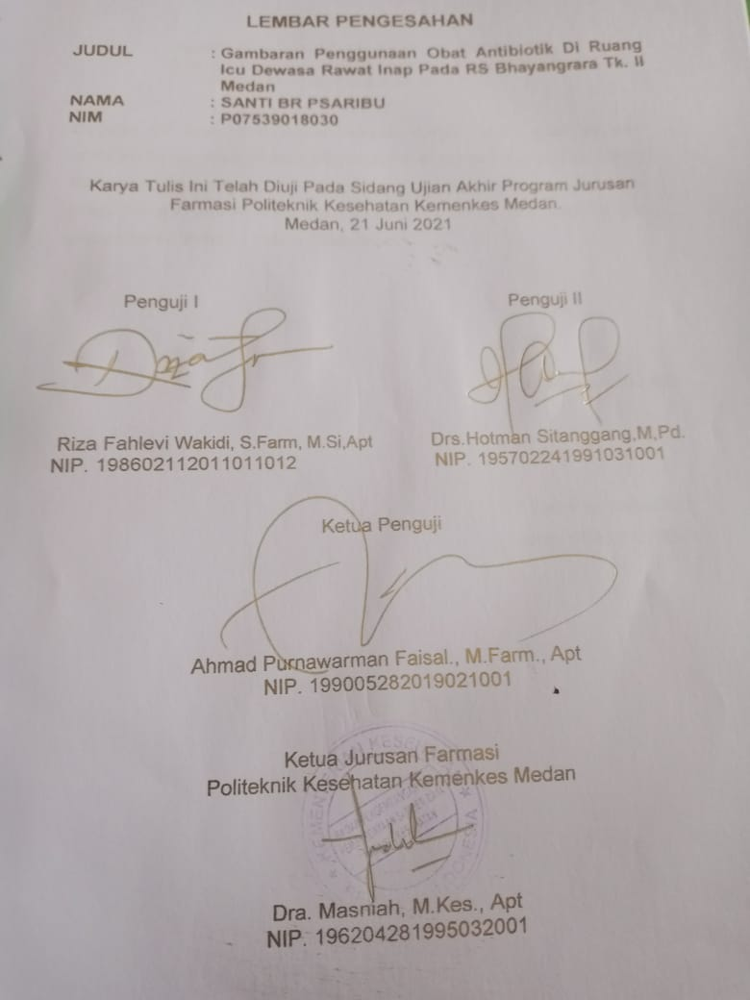 LEMBAR PENGESAHAN
JUDUL : Gambaran Penggunaan Obat Antibiotik Di Ruang
Icu Dewasa Rawat Inap Pada RS Bhayangrara Tk. II
Medan
NAMA : SANTI BR PSARIBU
NIM : P07539018030
Karya Tulis Ini Telah Diuji Pada Sidang Ujian Akhir Program Jurusan
Farmasi Politeknik Kesehatan Kemenkes Medan.
Medan, 21 Juni 2021
Penguji I
Penguji II
Riza Fahlevi Wakidi, S.Farm, M.Si,Apt
NIP. 198602112011011012
Drs.Hotman Sitanggang,M,Pd.
NIP. 195702241991031001
Ketua Penguji
Ahmad Purnawarman Faisal., M.Farm., Apt
NIP. 199005282019021001
Ketua Jurusan Farmasi
Politeknik Kesehatan Kemenkes Medan
Dra. Masniah, M.Kes., Apt
NIP. 196204281995032001